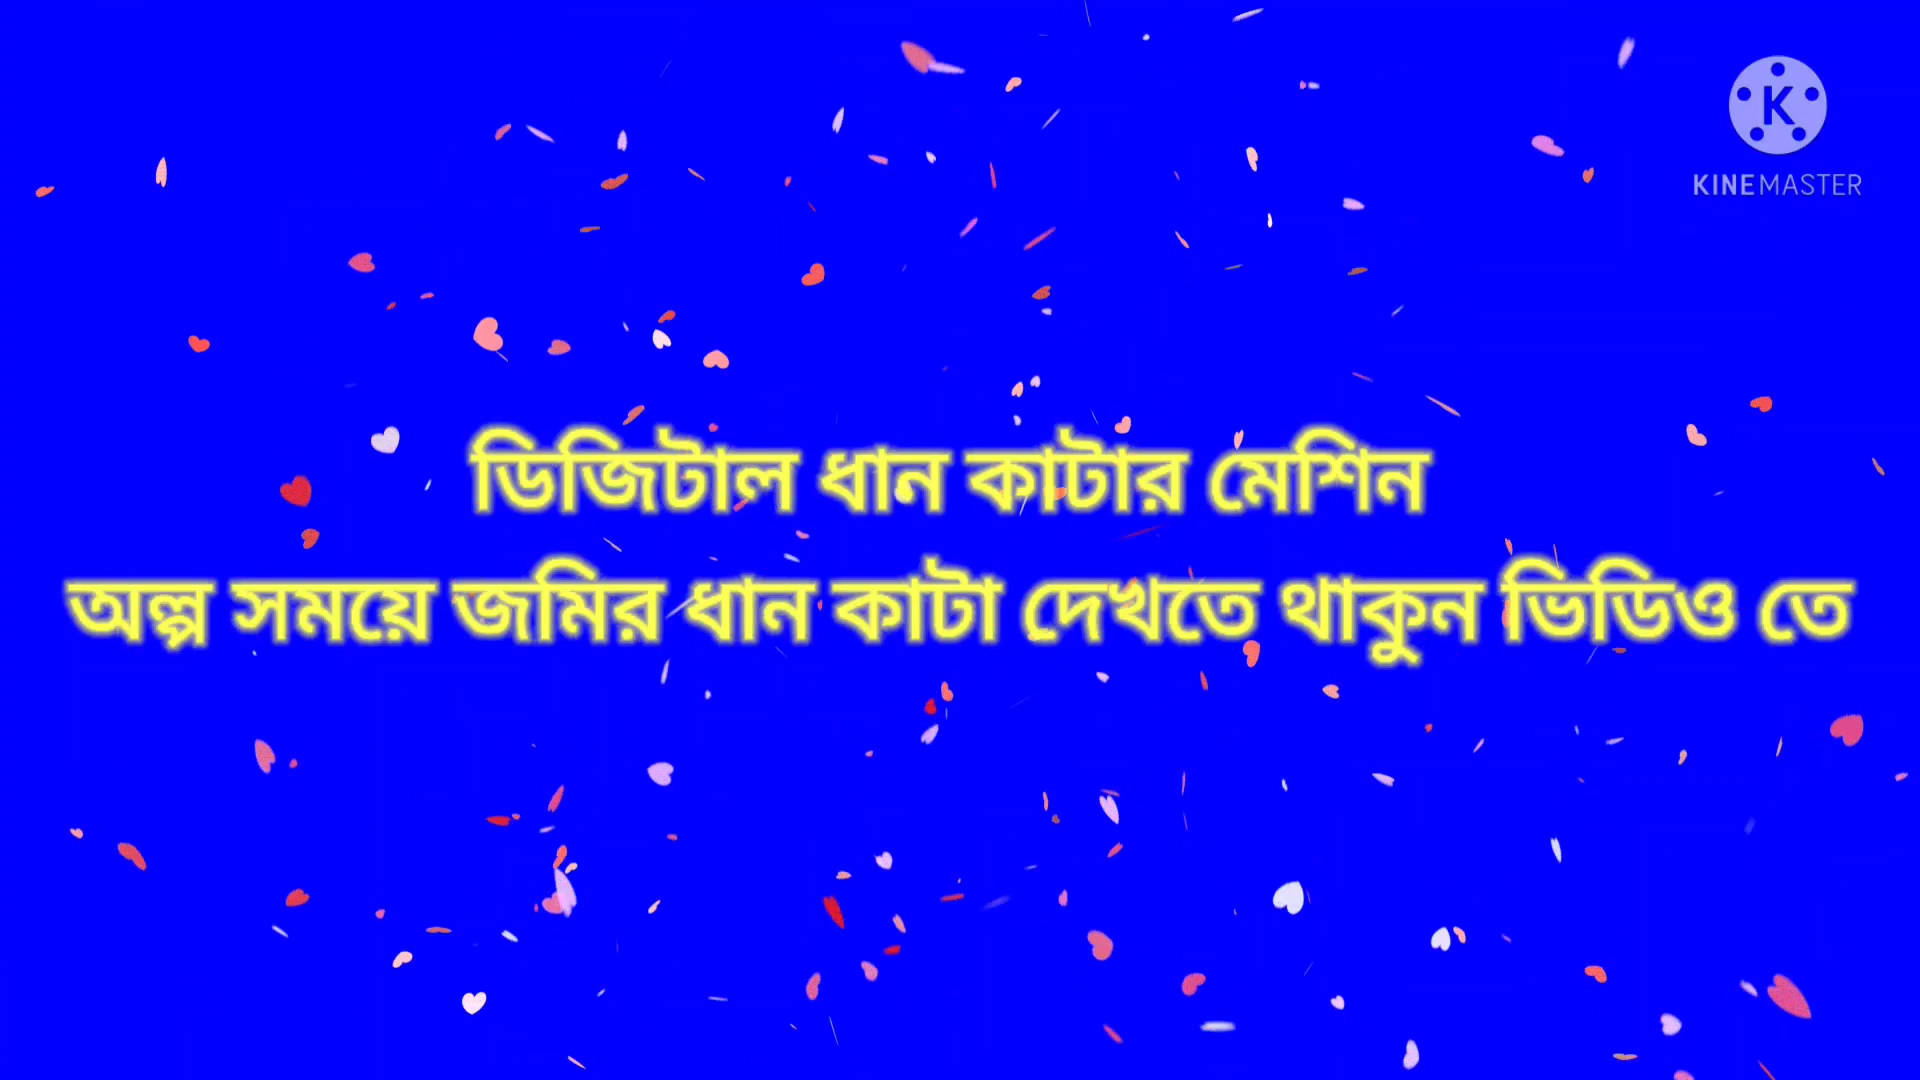 KINEMASTER
ডিজিটাল ধান কাটার মেশিন
অল্প সময়ে জমির ধান কাটা দেখতে থাকুন ভিডিও তে